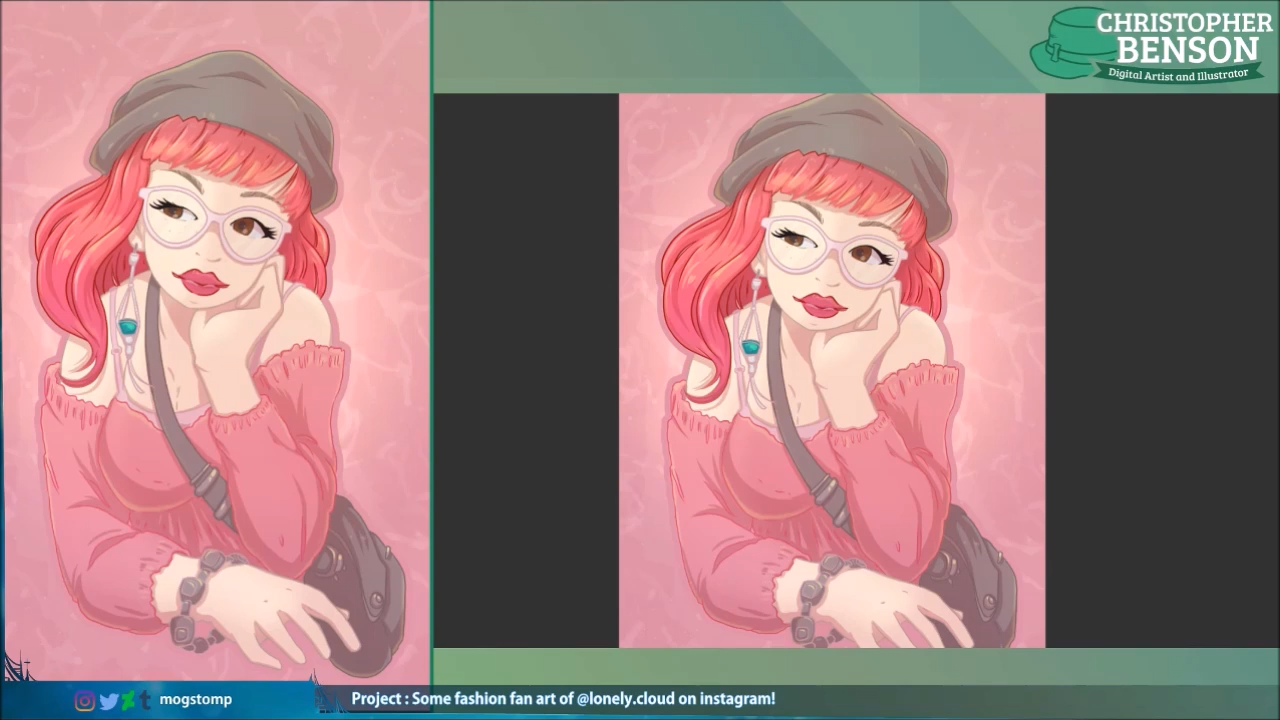 CHRISTOPHER
BENSON
Digital Artist and Illustrator
mogstomp
Project : Some fashion fan art of @lonely.cloud on instagram!